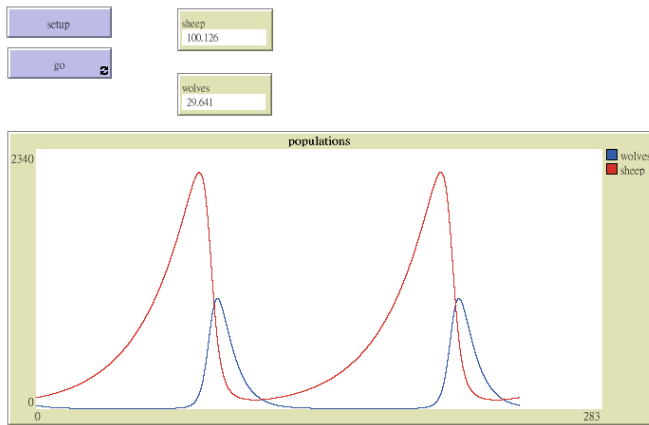 setup
go
sheep
100.126
wolves
29.641
populations
2340
0
0
283
wolves
sheep